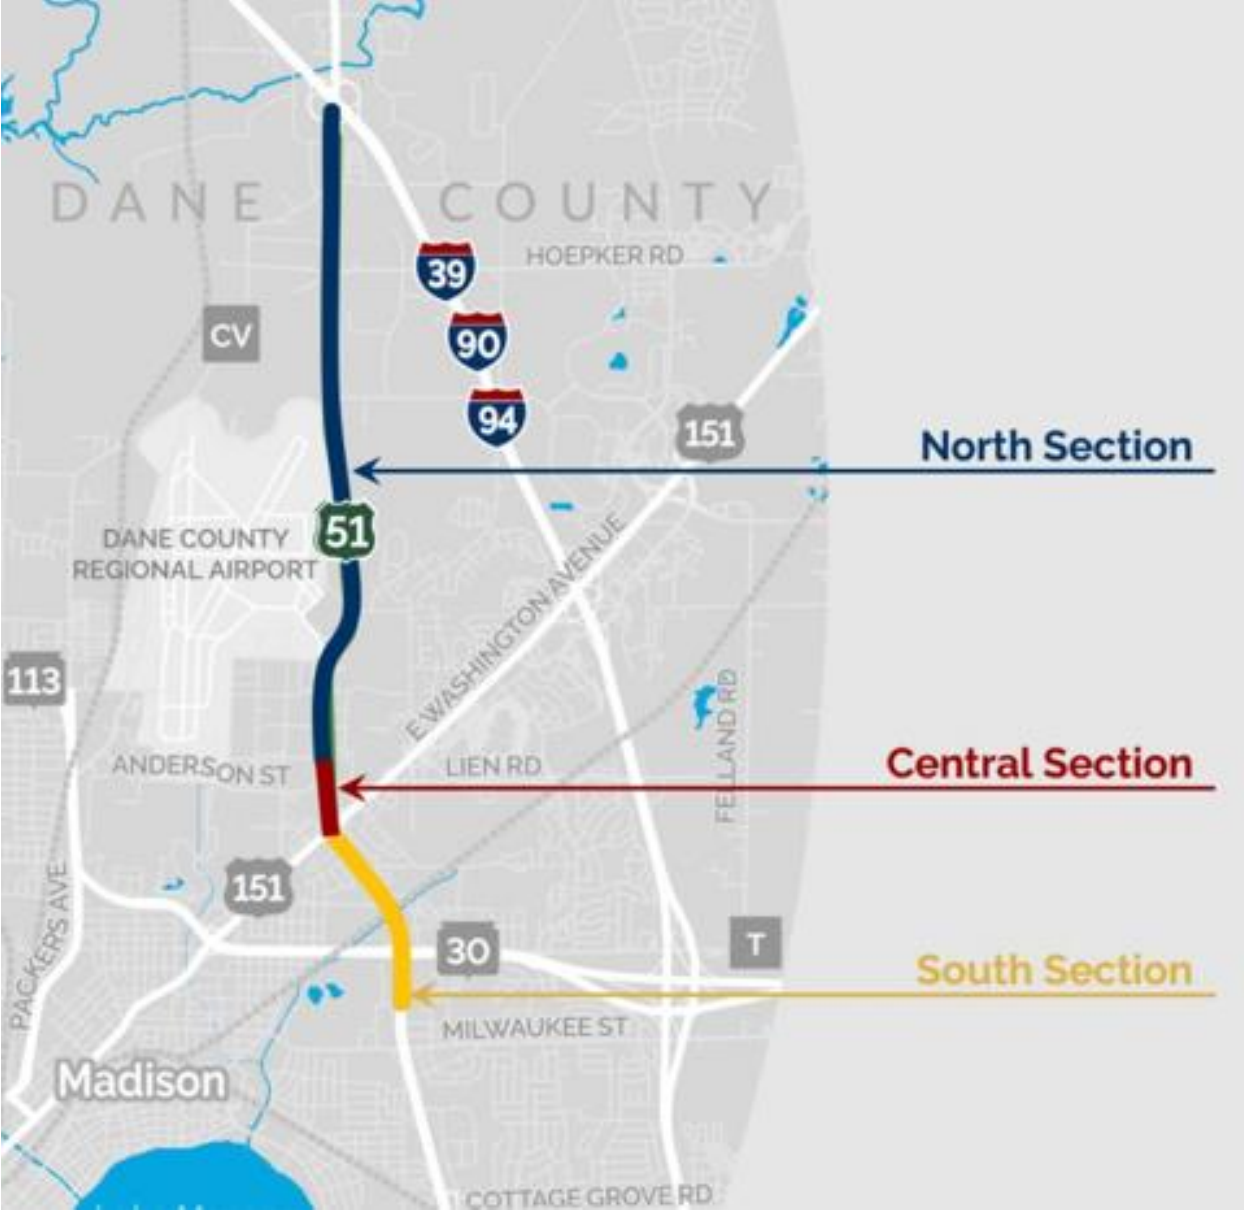 DANE COUNTY
HOEPKER RD
39
CV
90
94
151
North Section
51
DANE COUNTY
REGIONAL AIRPORT
E WASHINGTON AVENUE
113
FELLAND RD
ANDERSON ST
LIEN RD
Central Section
151
PACKERS AVE
30
T
South Section
MILWAUKEE ST
Madison
COTTAGE GROVE RD